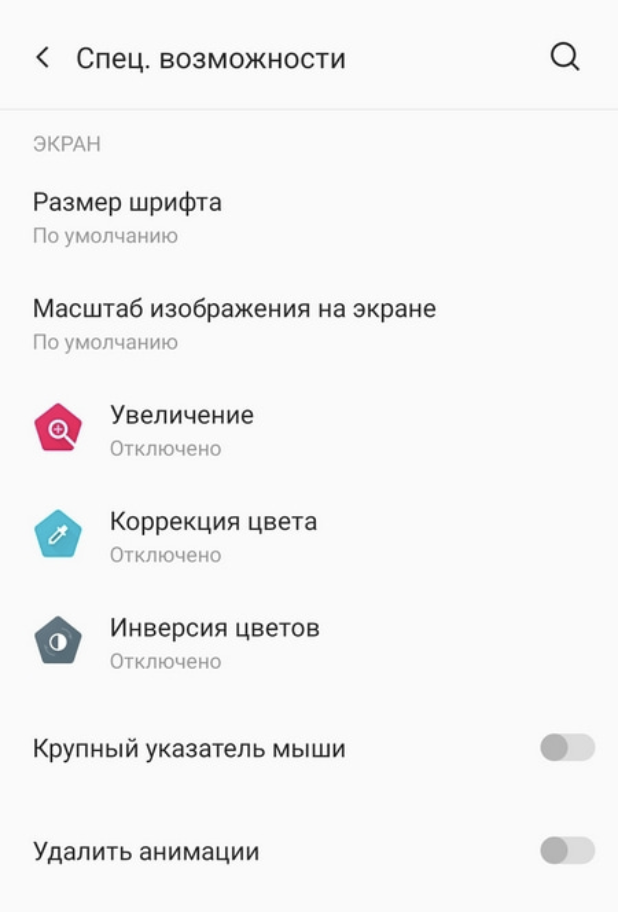 Спец. возможности
ЭКРАН
Размер шрифта
По умолчанию
Масштаб изображения на экране
По умолчанию
Увеличение
Отключено
Коррекция цвета
Отключено
Инверсия цветов
Отключено
Крупный указатель мыши
Удалить анимации